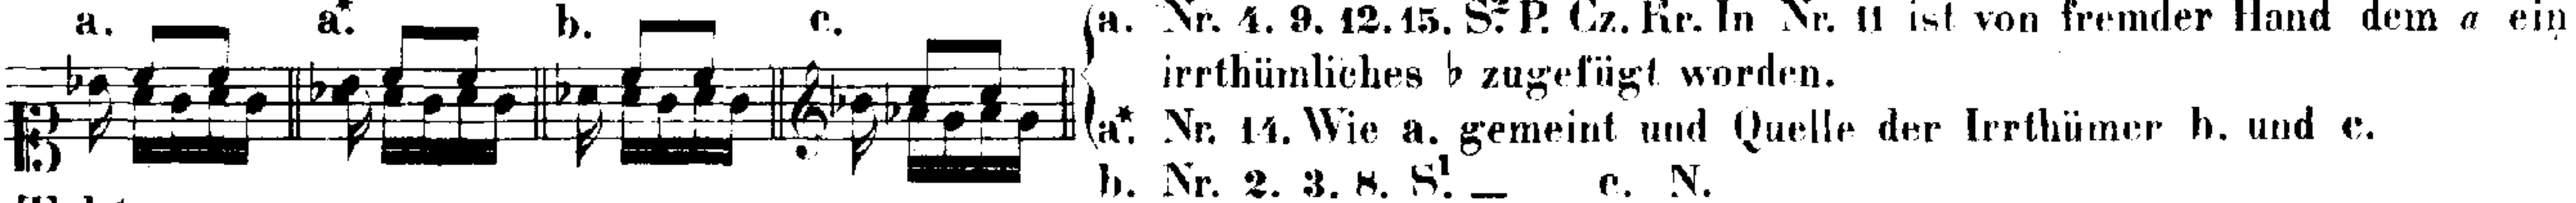 a. a*. b. c. (a. Nr. 4. 9. 12. 15. S². P. Cz. Kr. In Nr. 11 ist von fremder Hand dem a ein
irrthümliches ♭ zugefügt worden.
(a*. Nr. 14. Wie a. gemeint und Quelle der Irrthümer b. und c.
b. Nr. 2. 3. 8. S¹. — c. N.